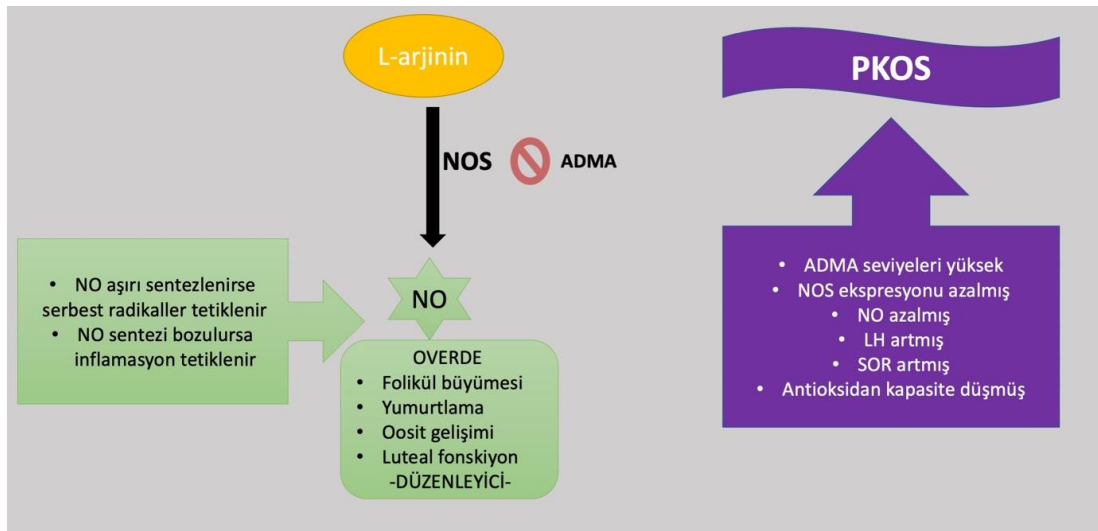 L-arjinin
NOS
ADMA
• NO aşırı sentezlenirse
serbest radikaller tetiklenir
• NO sentezi bozulursa
inflamasyon tetiklenir
NO
OVERDE
• Folikül büyümesi
• Yumurtlama
• Oosit gelişimi
• Luteal fonskiyon
-DÜZENLEYİCİ-
PKOS
• ADMA seviyeleri yüksek
• NOS ekspresyonu azalmış
• NO azalmış
• LH artmış
• SOR artmış
• Antioksidan kapasite düşmüş